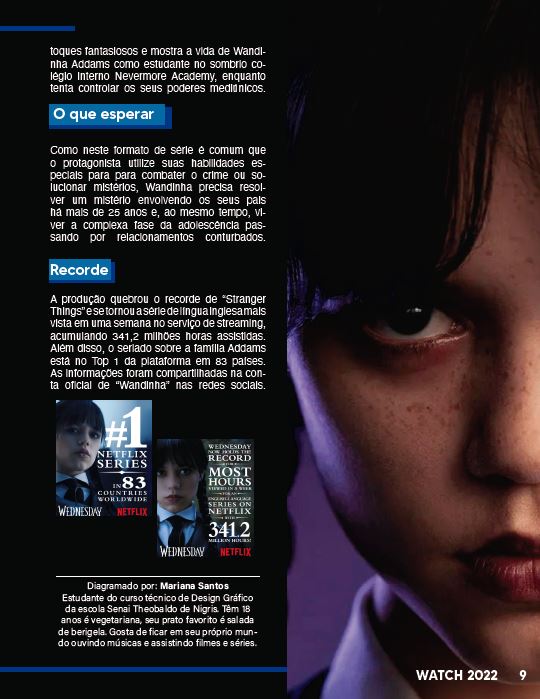 toques fantasiosos e mostra a vida de Wandi-
nha Addams como estudante no sombrio co-
légio interno Nevermore Academy, enquanto
tenta controlar os seus poderes mediúnicos.
O que esperar
Como neste formato de série é comum que
o protagonista utilize suas habilidades es-
peciais para para combater o crime ou so-
lucionar mistérios, Wandinha precisa resol-
ver um mistério envolvendo os seus pais
há mais de 25 anos e, ao mesmo tempo, vi-
ver a complexa fase da adolescência pas-
sando por relacionamentos conturbados.
Recorde
A produção quebrou o recorde de “Stranger
Things” e se tornou a série de língua inglesa mais
vista em uma semana no serviço de streaming,
acumulando 341,2 milhões horas assistidas.
Além disso, o seriado sobre a família Addams
está no Top 1 da plataforma em 83 países.
As informações foram compartilhadas na con-
ta oficial de “Wandinha” nas redes sociais.
#1
NETFLIX
SERIES
IN 83
COUNTRIES
WORLDWIDE
WEDNESDAY NETFLIX
WEDNESDAY
NOW HOLDS THE
RECORD
MOST
HOURS
VIEWED IN A WEEK
FOR AN
ENGLISH LANGUAGE
SERIES ON
NETFLIX
WITH
341.2
MILLION HOURS!
WEDNESDAY NETFLIX
Diagramado por: Mariana Santos
Estudante do curso técnico de Design Gráfico
da escola Senai Theobaldo de Nigris. Têm 18
anos é vegetariana, seu prato favorito é salada
de berigela. Gosta de ficar em seu próprio mun-
do ouvindo músicas e assistindo filmes e séries.
WATCH 2022 9